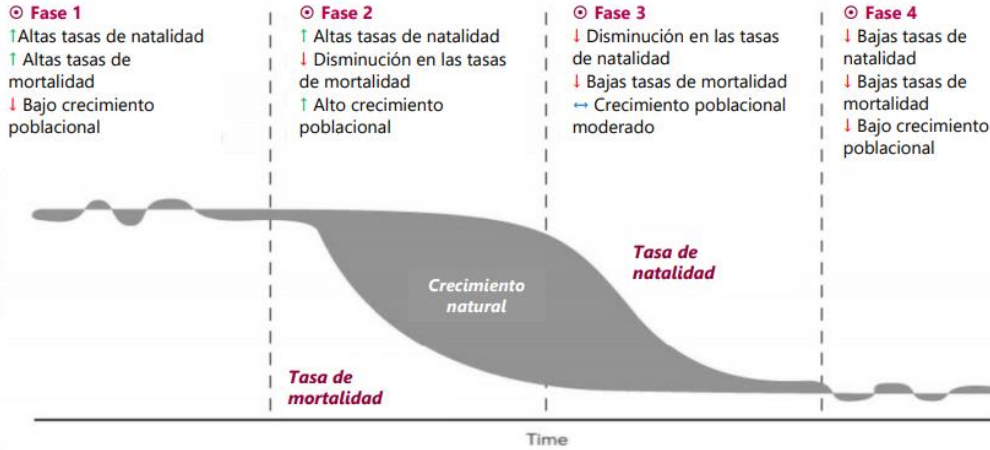 ⦿ Fase 1
↑Altas tasas de natalidad
↑ Altas tasas de
mortalidad
↓ Bajo crecimiento
poblacional
⦿ Fase 2
↑ Altas tasas de natalidad
↓ Disminución en las tasas
de mortalidad
↑ Alto crecimiento
poblacional
⦿ Fase 3
↓ Disminución en las tasas
de natalidad
↓ Bajas tasas de mortalidad
↔ Crecimiento poblacional
moderado
⦿ Fase 4
↓ Bajas tasas de
natalidad
↓ Bajas tasas de
mortalidad
↓ Bajo crecimiento
poblacional
Tasa de
natalidad
Crecimiento
natural
Tasa de
mortalidad
Time